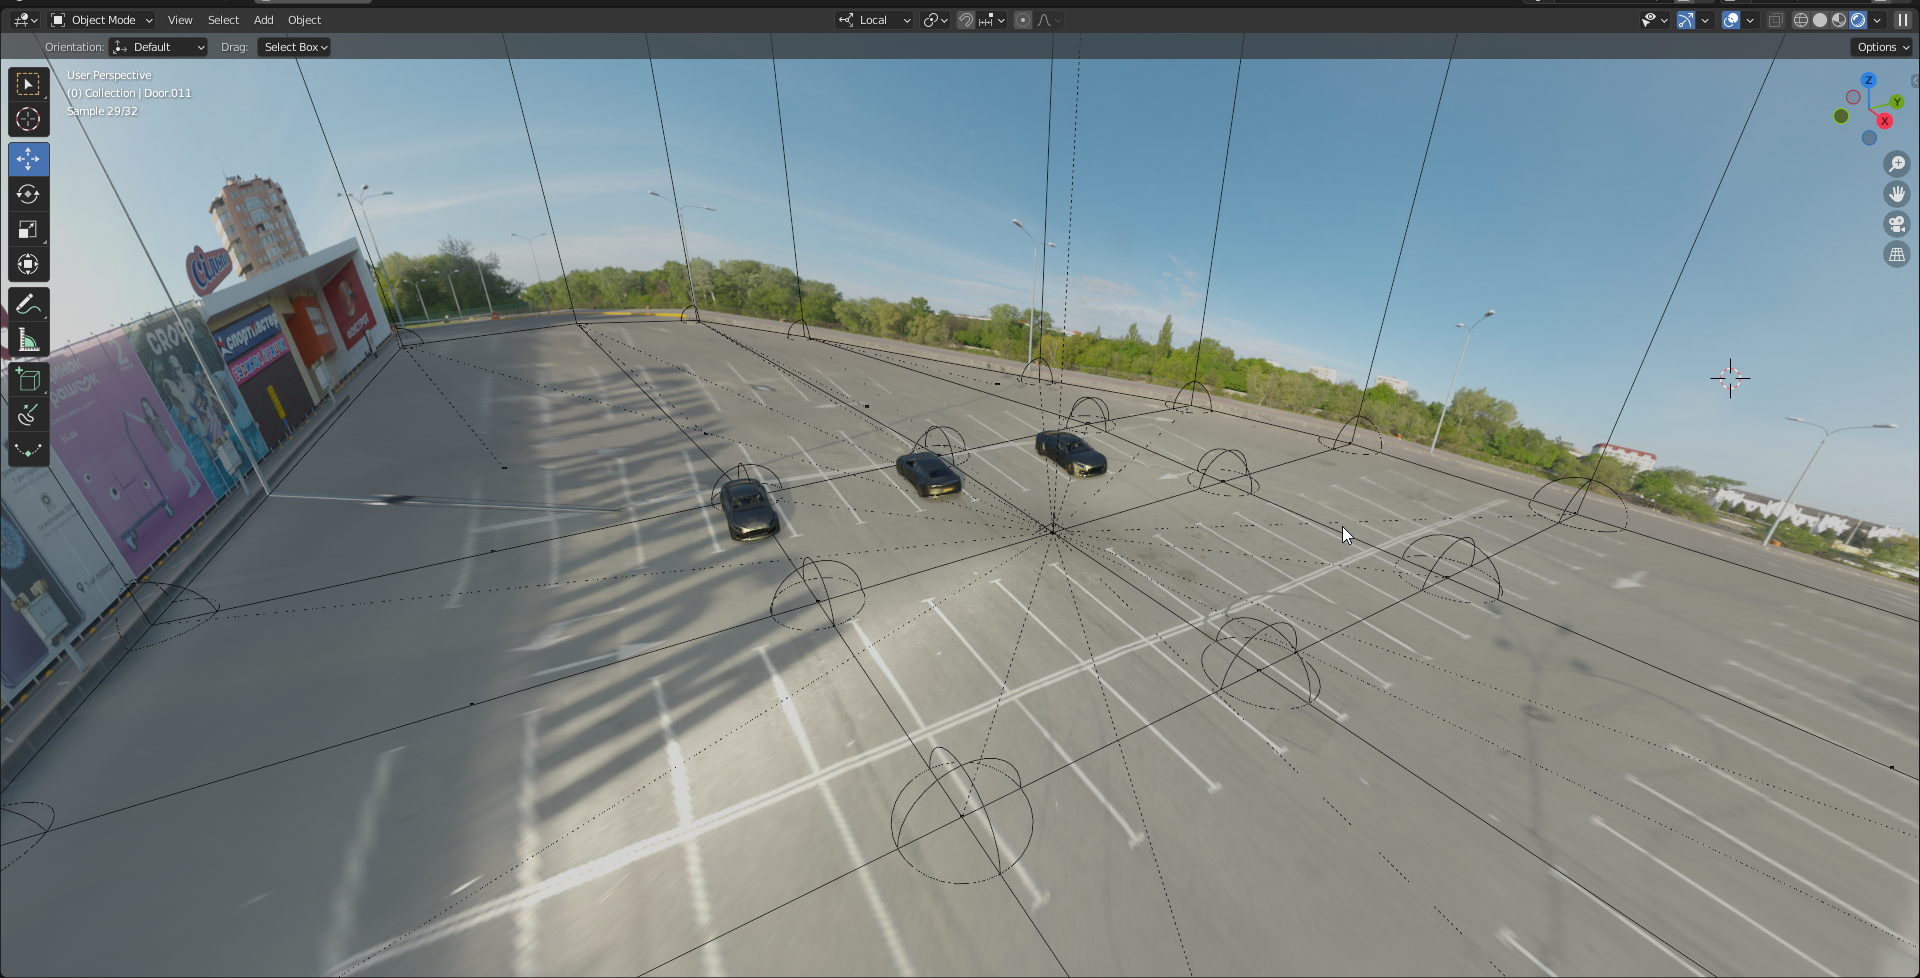 Object Mode
View
Select
Add
Object
Local
Orientation:
Default
Drag:
Select Box
Options
User Perspective
(0) Collection | Door.011
Sample 29/32
Z
Y
X
CROPP
спортмастер